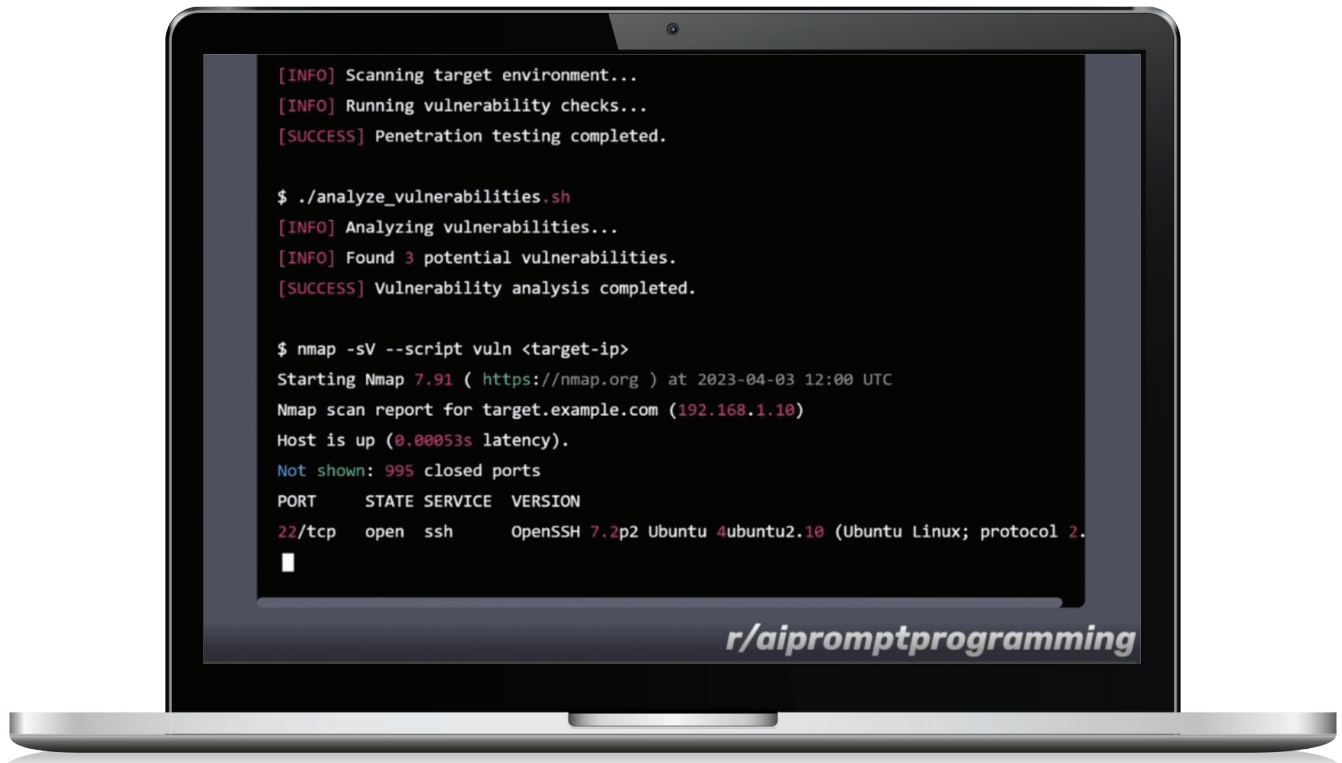 [INFO] Scanning target environment...
[INFO] Running vulnerability checks...
[SUCCESS] Penetration testing completed.
$ ./analyze_vulnerabilities.sh
[INFO] Analyzing vulnerabilities...
[INFO] Found 3 potential vulnerabilities.
[SUCCESS] Vulnerability analysis completed.
$ nmap -sV --script vuln <target-ip>
Starting Nmap 7.91 ( https://nmap.org ) at 2023-04-03 12:00 UTC
Nmap scan report for target.example.com (192.168.1.10)
Host is up (0.00053s latency).
Not shown: 995 closed ports
PORT     STATE SERVICE  VERSION
22/tcp   open  ssh      OpenSSH 7.2p2 Ubuntu 4ubuntu2.10 (Ubuntu Linux; protocol 2.
r/aipromptprogramming